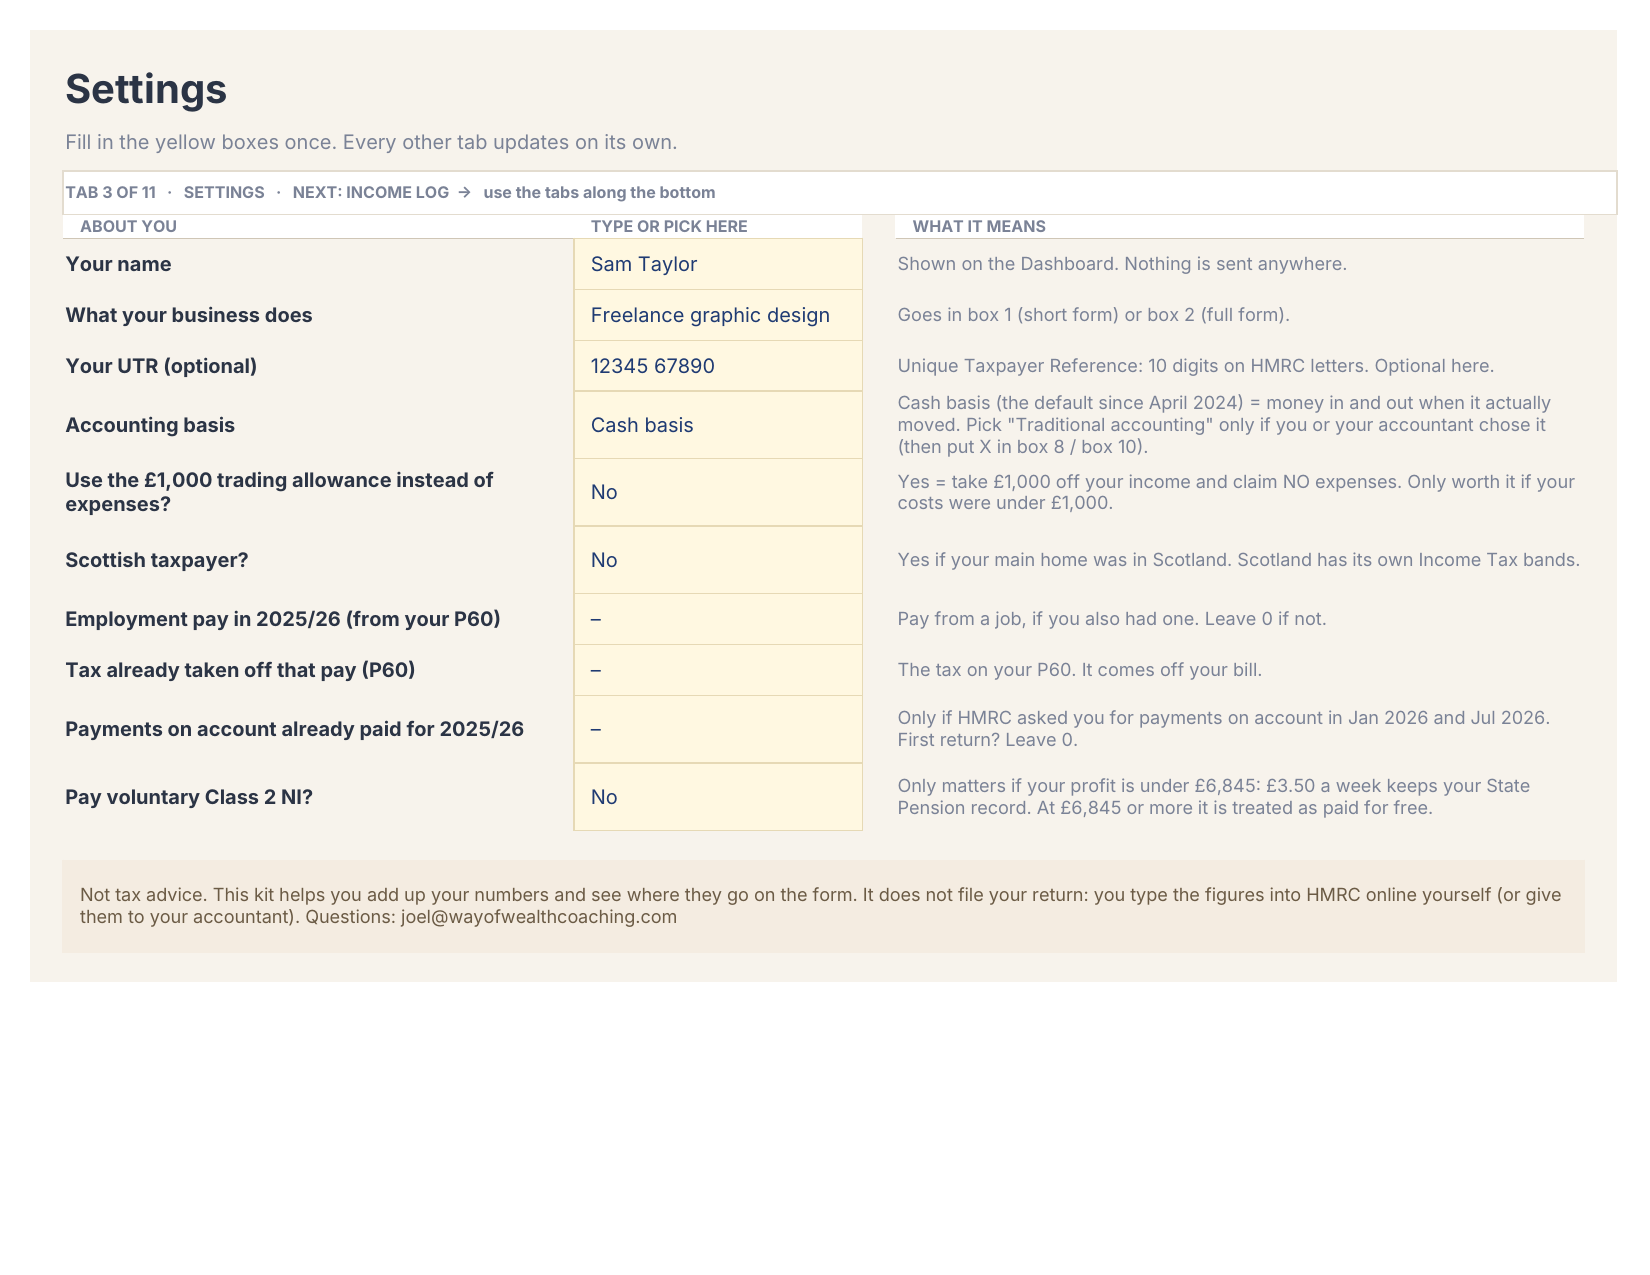 Settings
Fill in the yellow boxes once. Every other tab updates on its own.
TAB 3 OF 11 · SETTINGS · NEXT: INCOME LOG → use the tabs along the bottom
ABOUT YOU TYPE OR PICK HERE WHAT IT MEANS
Your name Sam Taylor Shown on the Dashboard. Nothing is sent anywhere.
What your business does Freelance graphic design Goes in box 1 (short form) or box 2 (full form).
Your UTR (optional) 12345 67890 Unique Taxpayer Reference: 10 digits on HMRC letters. Optional here.
Accounting basis Cash basis
Cash basis (the default since April 2024) = money in and out when it actually
moved. Pick "Traditional accounting" only if you or your accountant chose it
(then put X in box 8 / box 10).
Use the £1,000 trading allowance instead of
expenses?
No
Yes = take £1,000 off your income and claim NO expenses. Only worth it if your
costs were under £1,000.
Scottish taxpayer? No Yes if your main home was in Scotland. Scotland has its own Income Tax bands.
Employment pay in 2025/26 (from your P60) – Pay from a job, if you also had one. Leave 0 if not.
Tax already taken off that pay (P60) – The tax on your P60. It comes off your bill.
Payments on account already paid for 2025/26 –
Only if HMRC asked you for payments on account in Jan 2026 and Jul 2026.
First return? Leave 0.
Pay voluntary Class 2 NI? No
Only matters if your profit is under £6,845: £3.50 a week keeps your State
Pension record. At £6,845 or more it is treated as paid for free.
Not tax advice. This kit helps you add up your numbers and see where they go on the form. It does not file your return: you type the figures into HMRC online yourself (or give
them to your accountant). Questions: joel@wayofwealthcoaching.com